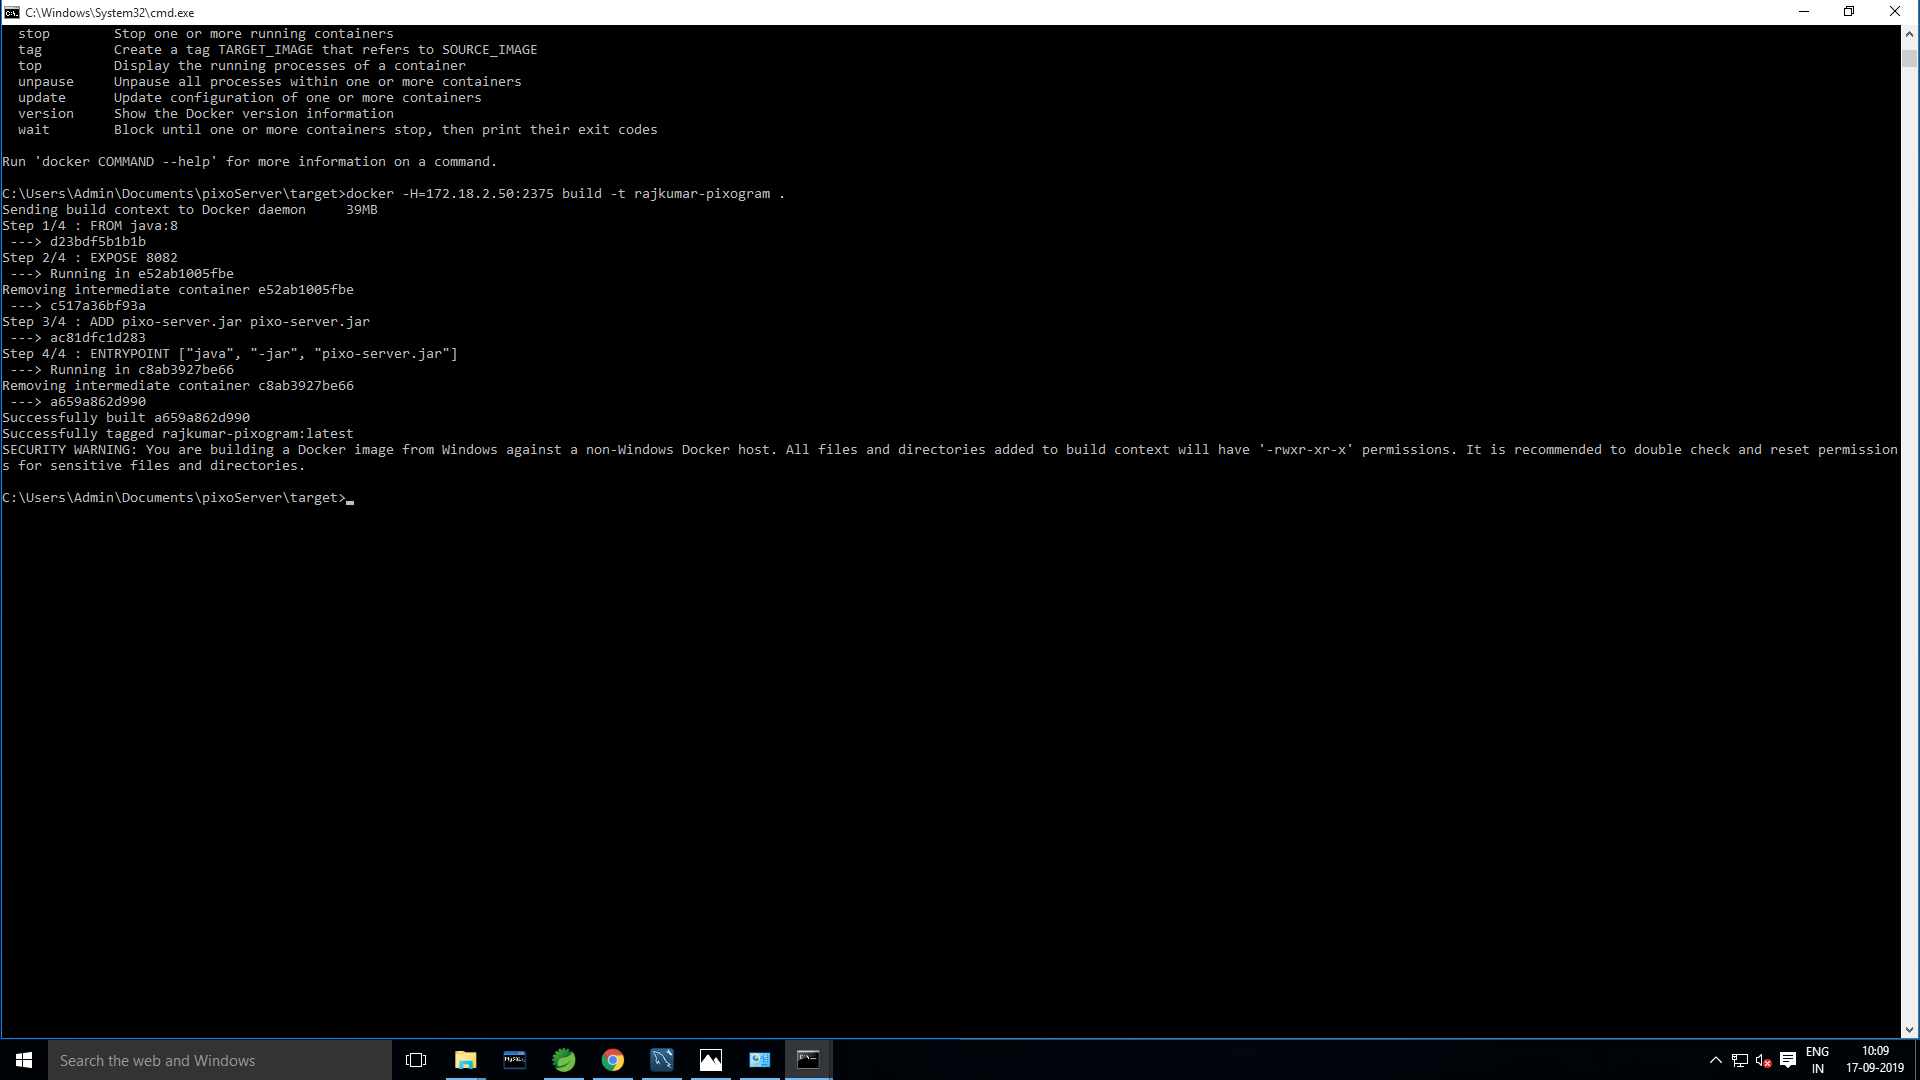 C:\Windows\System32\cmd.exe
stop        Stop one or more running containers
tag         Create a tag TARGET_IMAGE that refers to SOURCE_IMAGE
top         Display the running processes of a container
unpause     Unpause all processes within one or more containers
update      Update configuration of one or more containers
version     Show the Docker version information
wait        Block until one or more containers stop, then print their exit codes
Run 'docker COMMAND --help' for more information on a command.
C:\Users\Admin\Documents\pixoServer\target>docker -H=172.18.2.50:2375 build -t rajkumar-pixogram .
Sending build context to Docker daemon     39MB
Step 1/4 : FROM java:8
---> d23bdf5b1b1b
Step 2/4 : EXPOSE 8082
---> Running in e52ab1005fbe
Removing intermediate container e52ab1005fbe
---> c517a36bf93a
Step 3/4 : ADD pixo-server.jar pixo-server.jar
---> ac81dfc1d283
Step 4/4 : ENTRYPOINT ["java", "-jar", "pixo-server.jar"]
---> Running in c8ab3927be66
Removing intermediate container c8ab3927be66
---> a659a862d990
Successfully built a659a862d990
Successfully tagged rajkumar-pixogram:latest
SECURITY WARNING: You are building a Docker image from Windows against a non-Windows Docker host. All files and directories added to build context will have '-rwxr-xr-x' permissions. It is recommended to double check and reset permission
s for sensitive files and directories.
C:\Users\Admin\Documents\pixoServer\target>
Search the web and Windows
MySQL
ENG
IN
10:09
17-09-2019